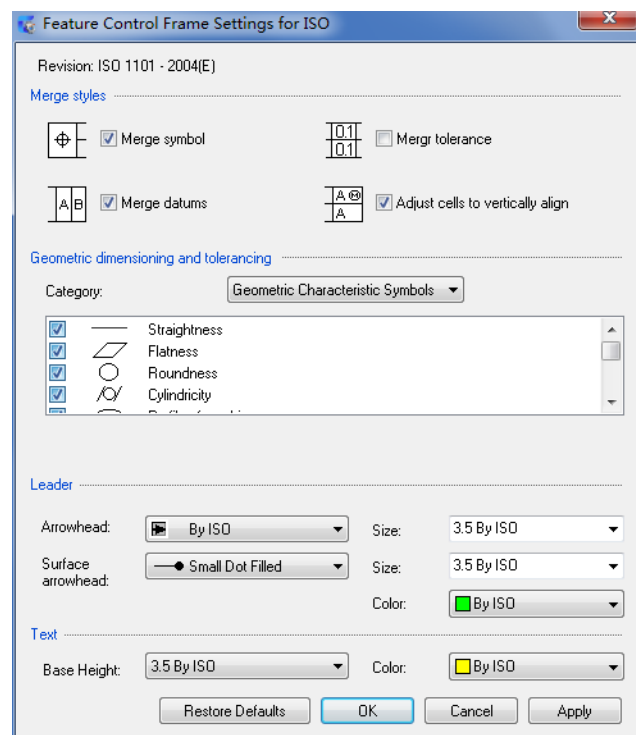 Feature Control Frame Settings for ISO
Revision: ISO 1101 - 2004(E)
Merge styles
Merge symbol
0.1
0.1
Mergr tolerance
A B
Merge datums
A Ⓜ
A
Adjust cells to vertically align
Geometric dimensioning and tolerancing
Category: Geometric Characteristic Symbols
Straightness
Flatness
Roundness
Cylindricity
Leader
Arrowhead: By ISO Size: 3.5 By ISO
Surface arrowhead: Small Dot Filled Size: 3.5 By ISO
Color: By ISO
Text
Base Height: 3.5 By ISO Color: By ISO
Restore Defaults OK Cancel Apply